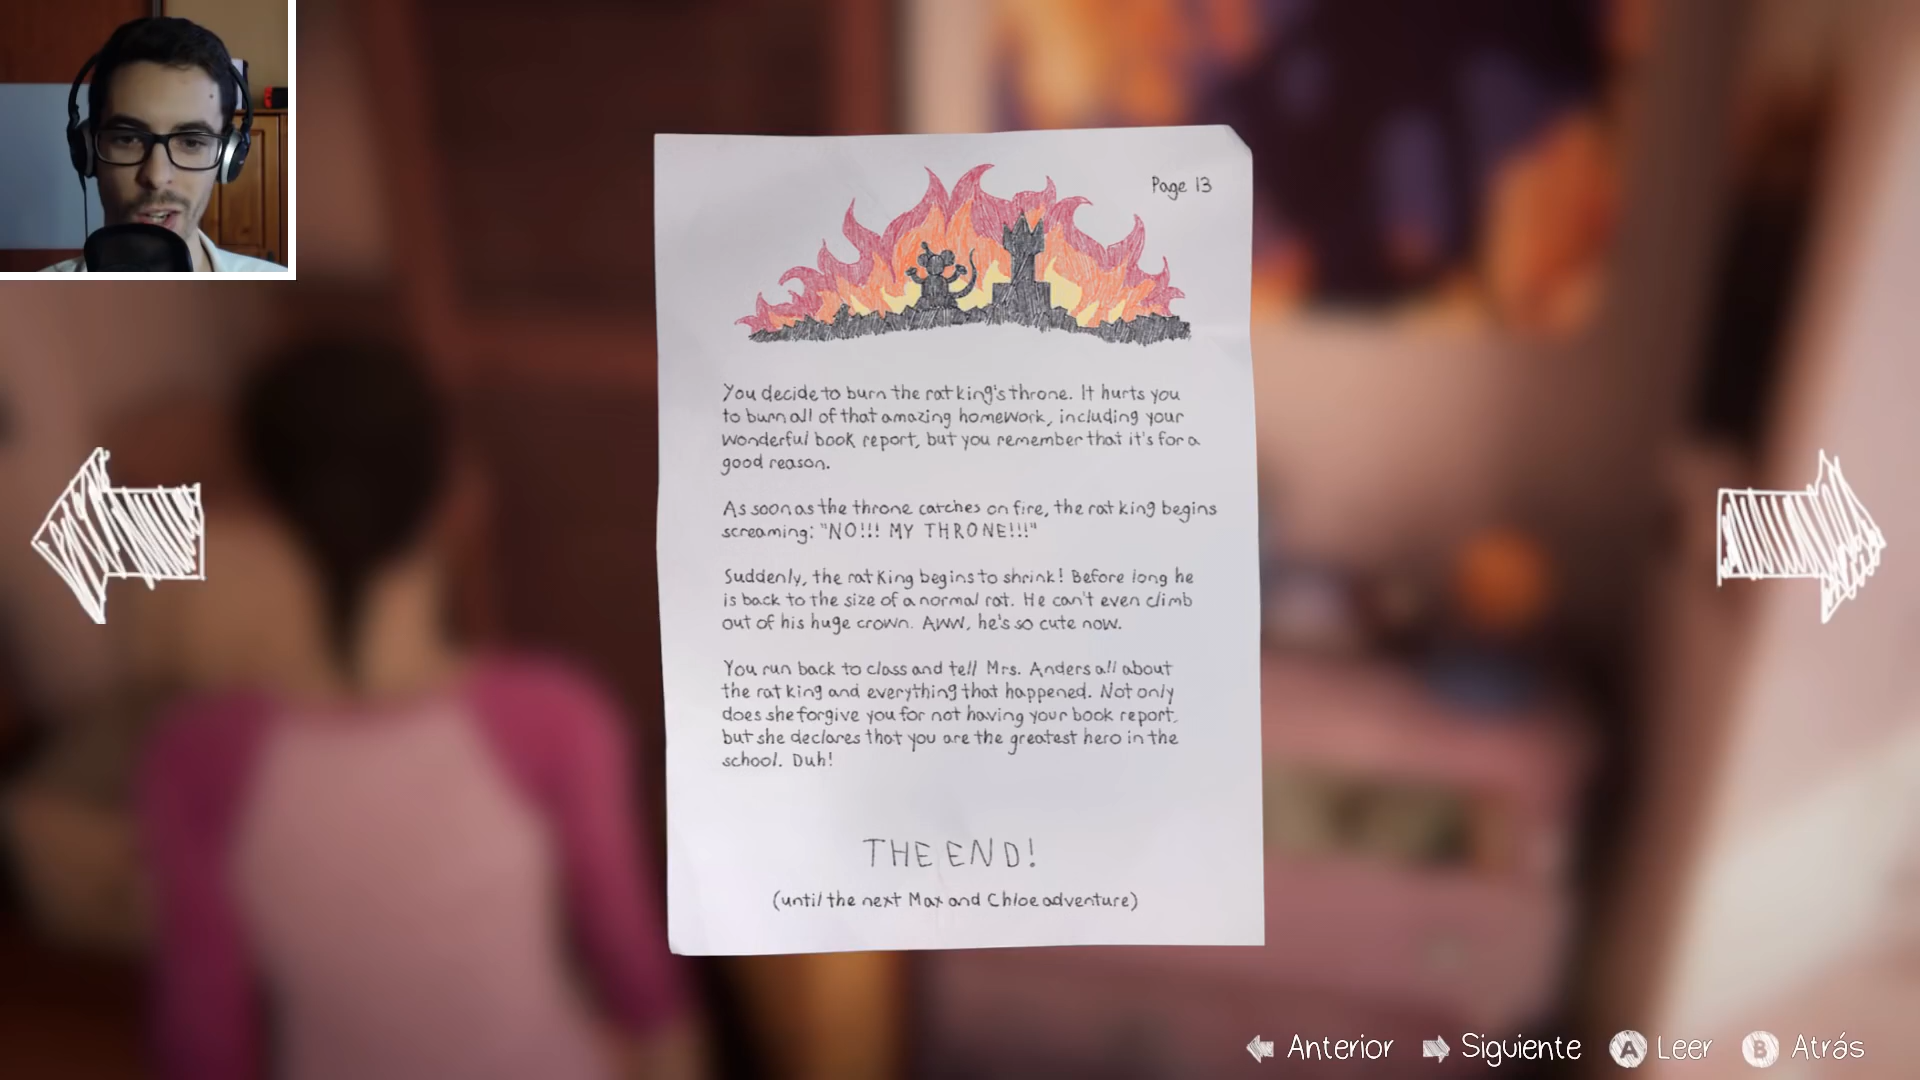 Page 13
You decide to burn the rat king's throne. It hurts you
to burn all of that amazing homework, including your
wonderful book report, but you remember that it's for a
good reason.
As soon as the throne catches on fire, the rat king begins
screaming: "NO!!! MY THRONE!!!"
Suddenly, the rat king begins to shrink! Before long he
is back to the size of a normal rat. He can't even climb
out of his huge crown. AWW, he's so cute now.
You run back to class and tell Mrs. Anders all about
the rat king and everything that happened. Not only
does she forgive you for not having your book report,
but she declares that you are the greatest hero in the
school. Duh!
THE END!
(until the next Max and Chloe adventure)
Anterior Siguiente A Leer B Atrás